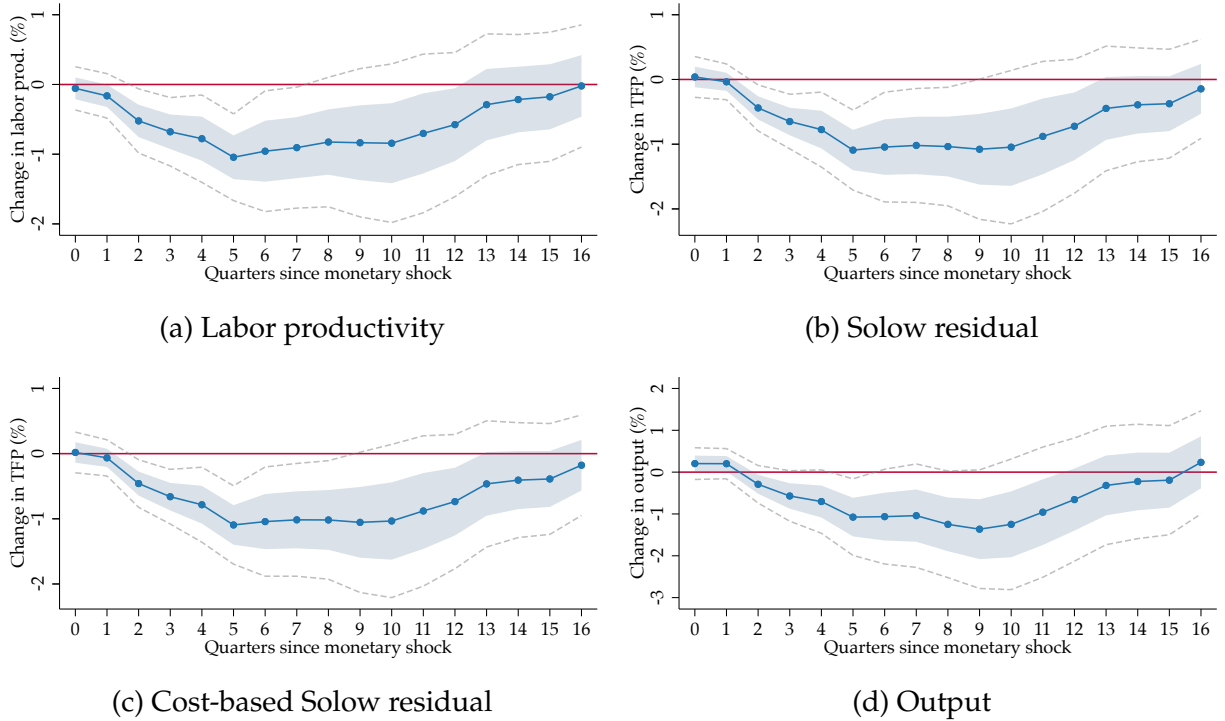 Change in labor prod. (%)
1
0
-1
-2
0 1 2 3 4 5 6 7 8 9 10 11 12 13 14 15 16
Quarters since monetary shock
(a) Labor productivity
Change in TFP (%)
1
0
-1
-2
0 1 2 3 4 5 6 7 8 9 10 11 12 13 14 15 16
Quarters since monetary shock
(b) Solow residual
Change in TFP (%)
1
0
-1
-2
0 1 2 3 4 5 6 7 8 9 10 11 12 13 14 15 16
Quarters since monetary shock
(c) Cost-based Solow residual
Change in output (%)
2
1
0
-1
-2
-3
0 1 2 3 4 5 6 7 8 9 10 11 12 13 14 15 16
Quarters since monetary shock
(d) Output